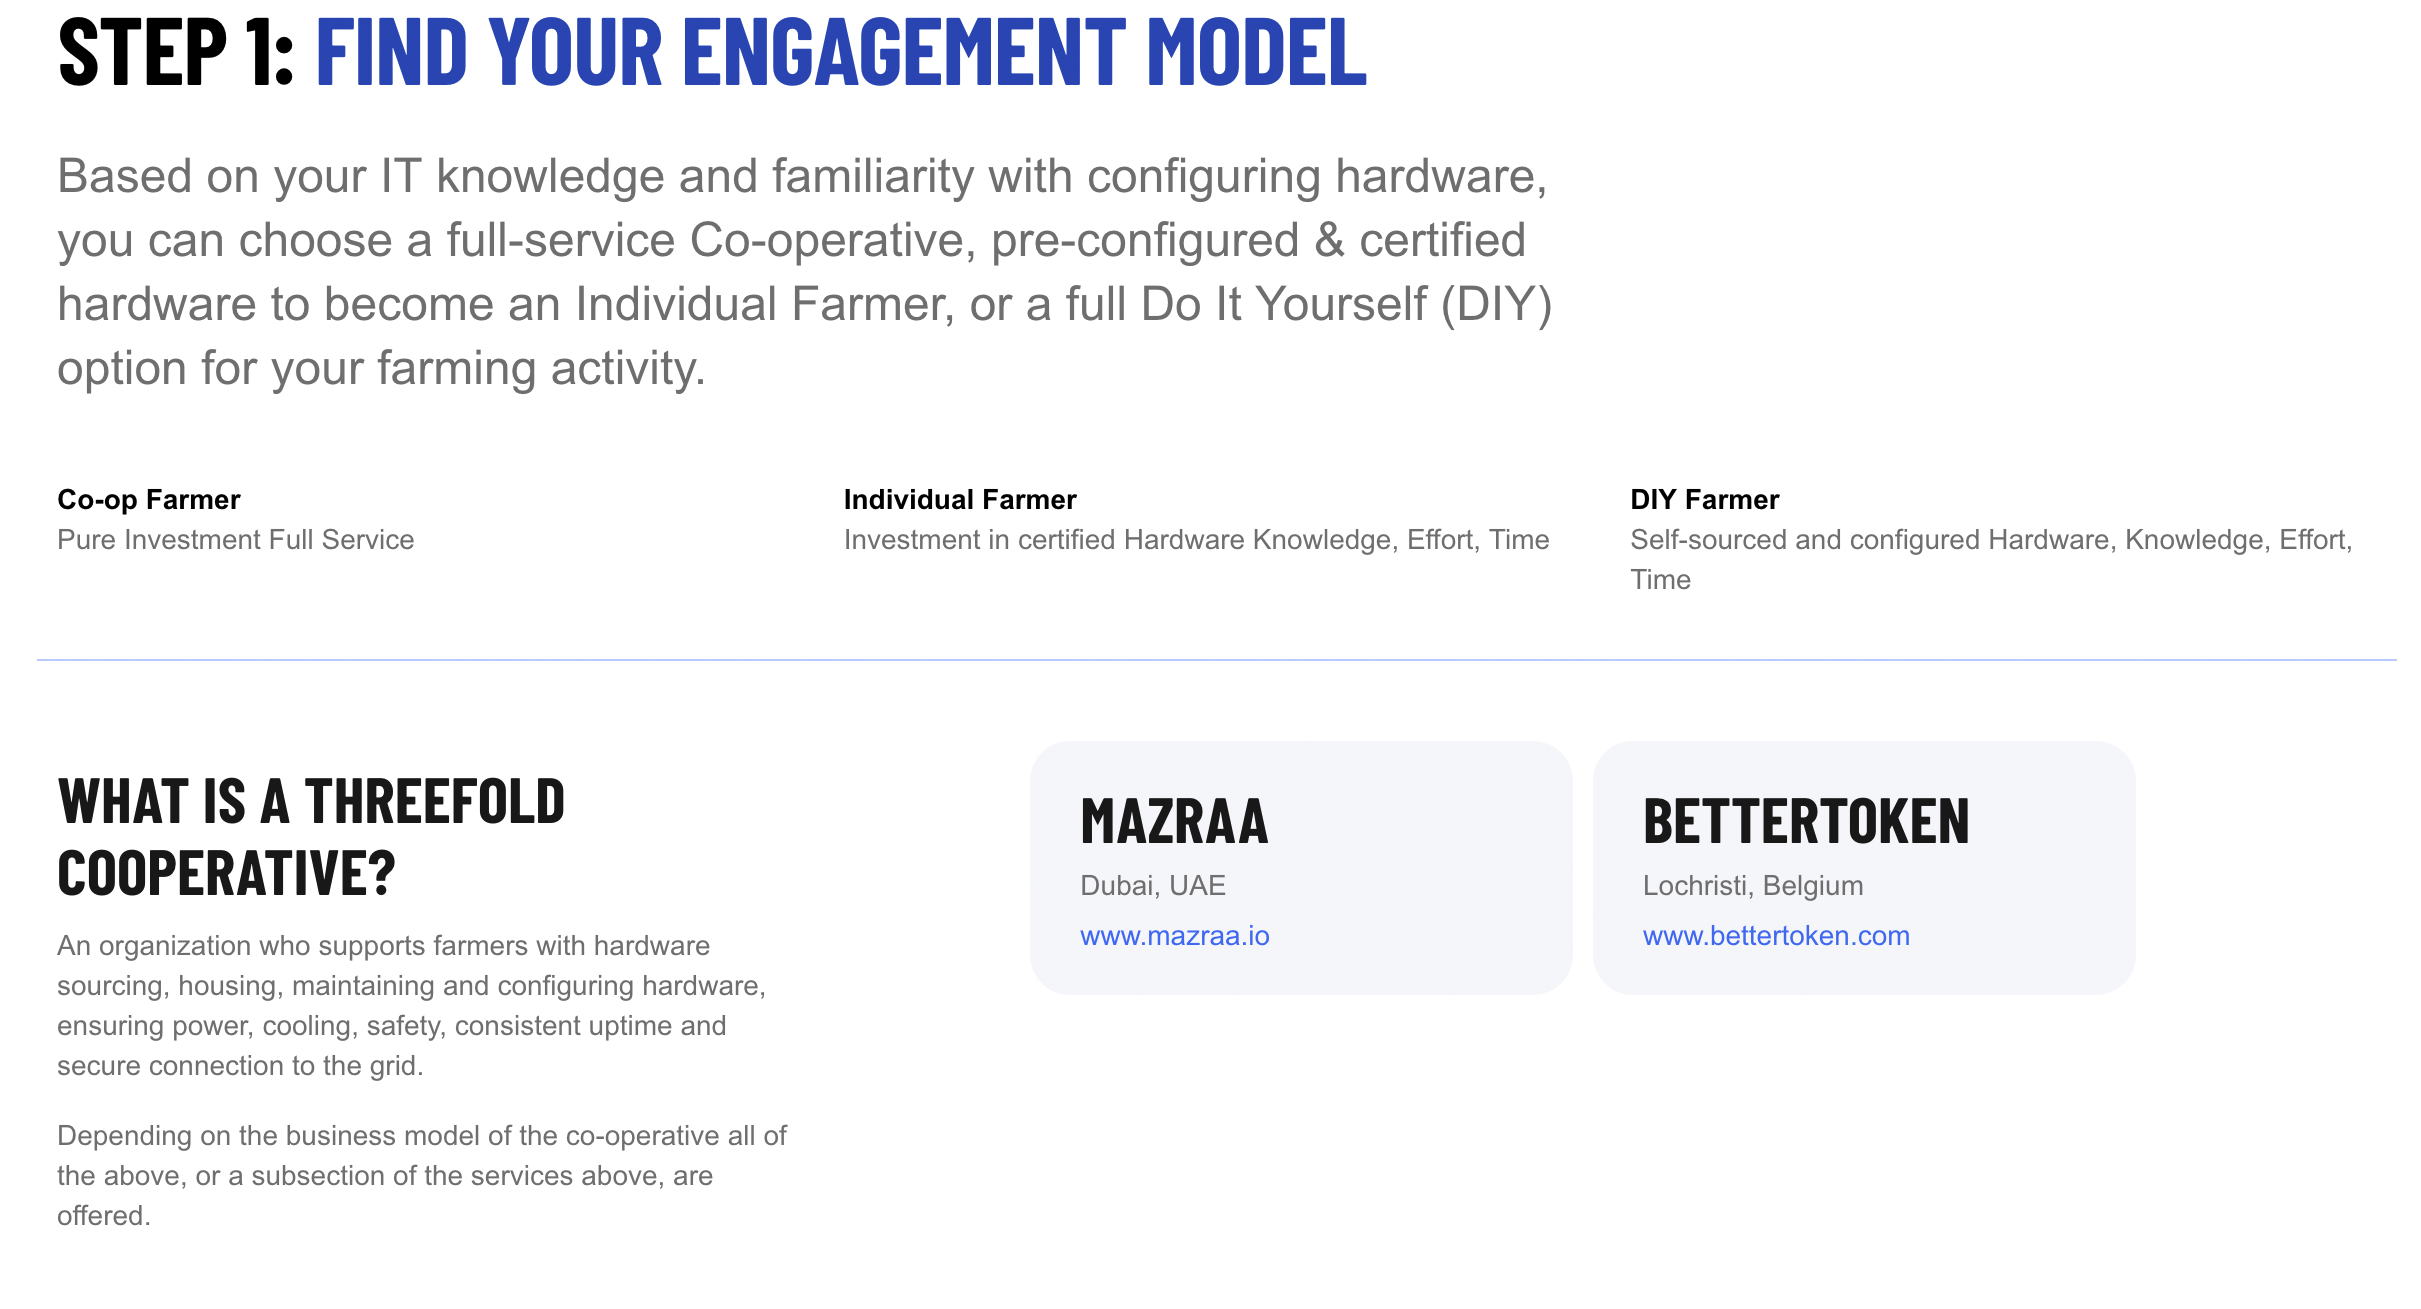 STEP 1: FIND YOUR ENGAGEMENT MODEL
Based on your IT knowledge and familiarity with configuring hardware,
you can choose a full-service Co-operative, pre-configured & certified
hardware to become an Individual Farmer, or a full Do It Yourself (DIY)
option for your farming activity.
Co-op Farmer
Pure Investment Full Service
Individual Farmer
Investment in certified Hardware Knowledge, Effort, Time
DIY Farmer
Self-sourced and configured Hardware, Knowledge, Effort,
Time
WHAT IS A THREEFOLD
COOPERATIVE?
An organization who supports farmers with hardware
sourcing, housing, maintaining and configuring hardware,
ensuring power, cooling, safety, consistent uptime and
secure connection to the grid.
Depending on the business model of the co-operative all of
the above, or a subsection of the services above, are
offered.
MAZRAA
Dubai, UAE
www.mazraa.io
BETTERTOKEN
Lochristi, Belgium
www.bettertoken.com